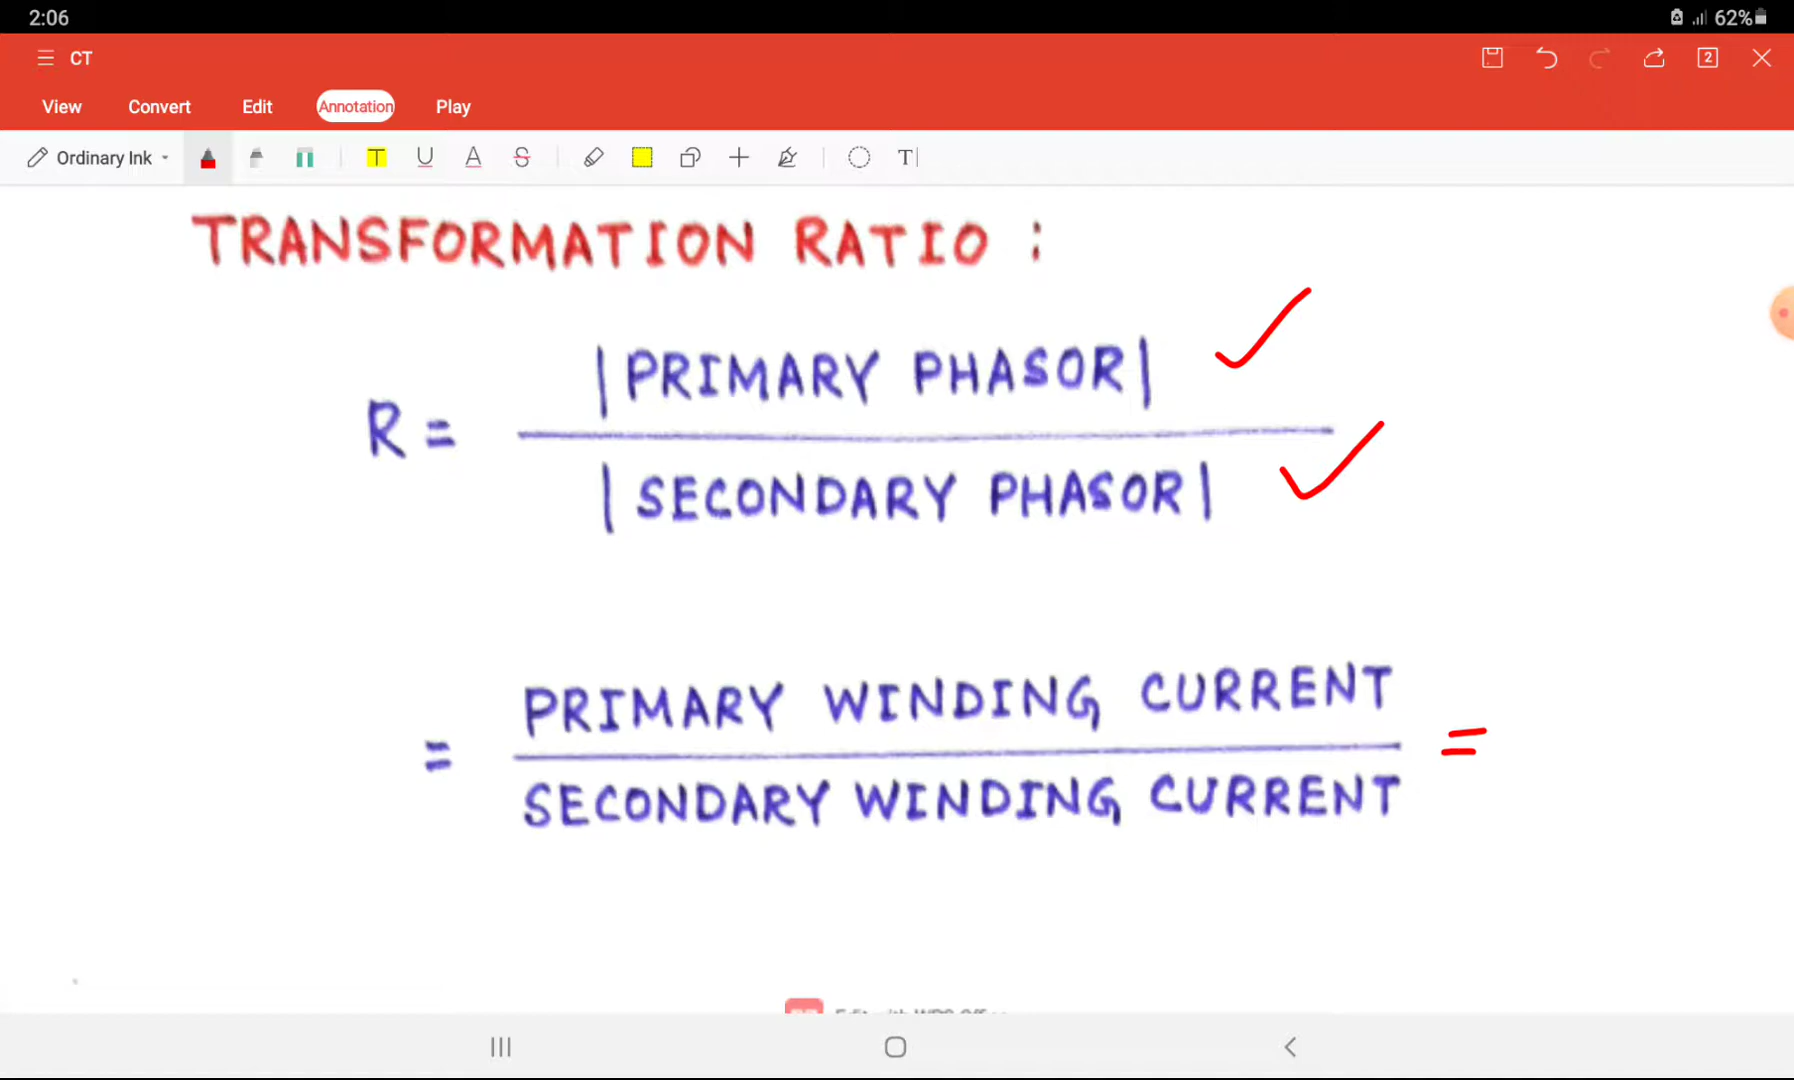 2:06 62%
CT 2
View Convert Edit Annotation Play
Ordinary Ink T U A S T
TRANSFORMATION RATIO :
|PRIMARY PHASOR|
R =
|SECONDARY PHASOR|
PRIMARY WINDING CURRENT
= =
SECONDARY WINDING CURRENT